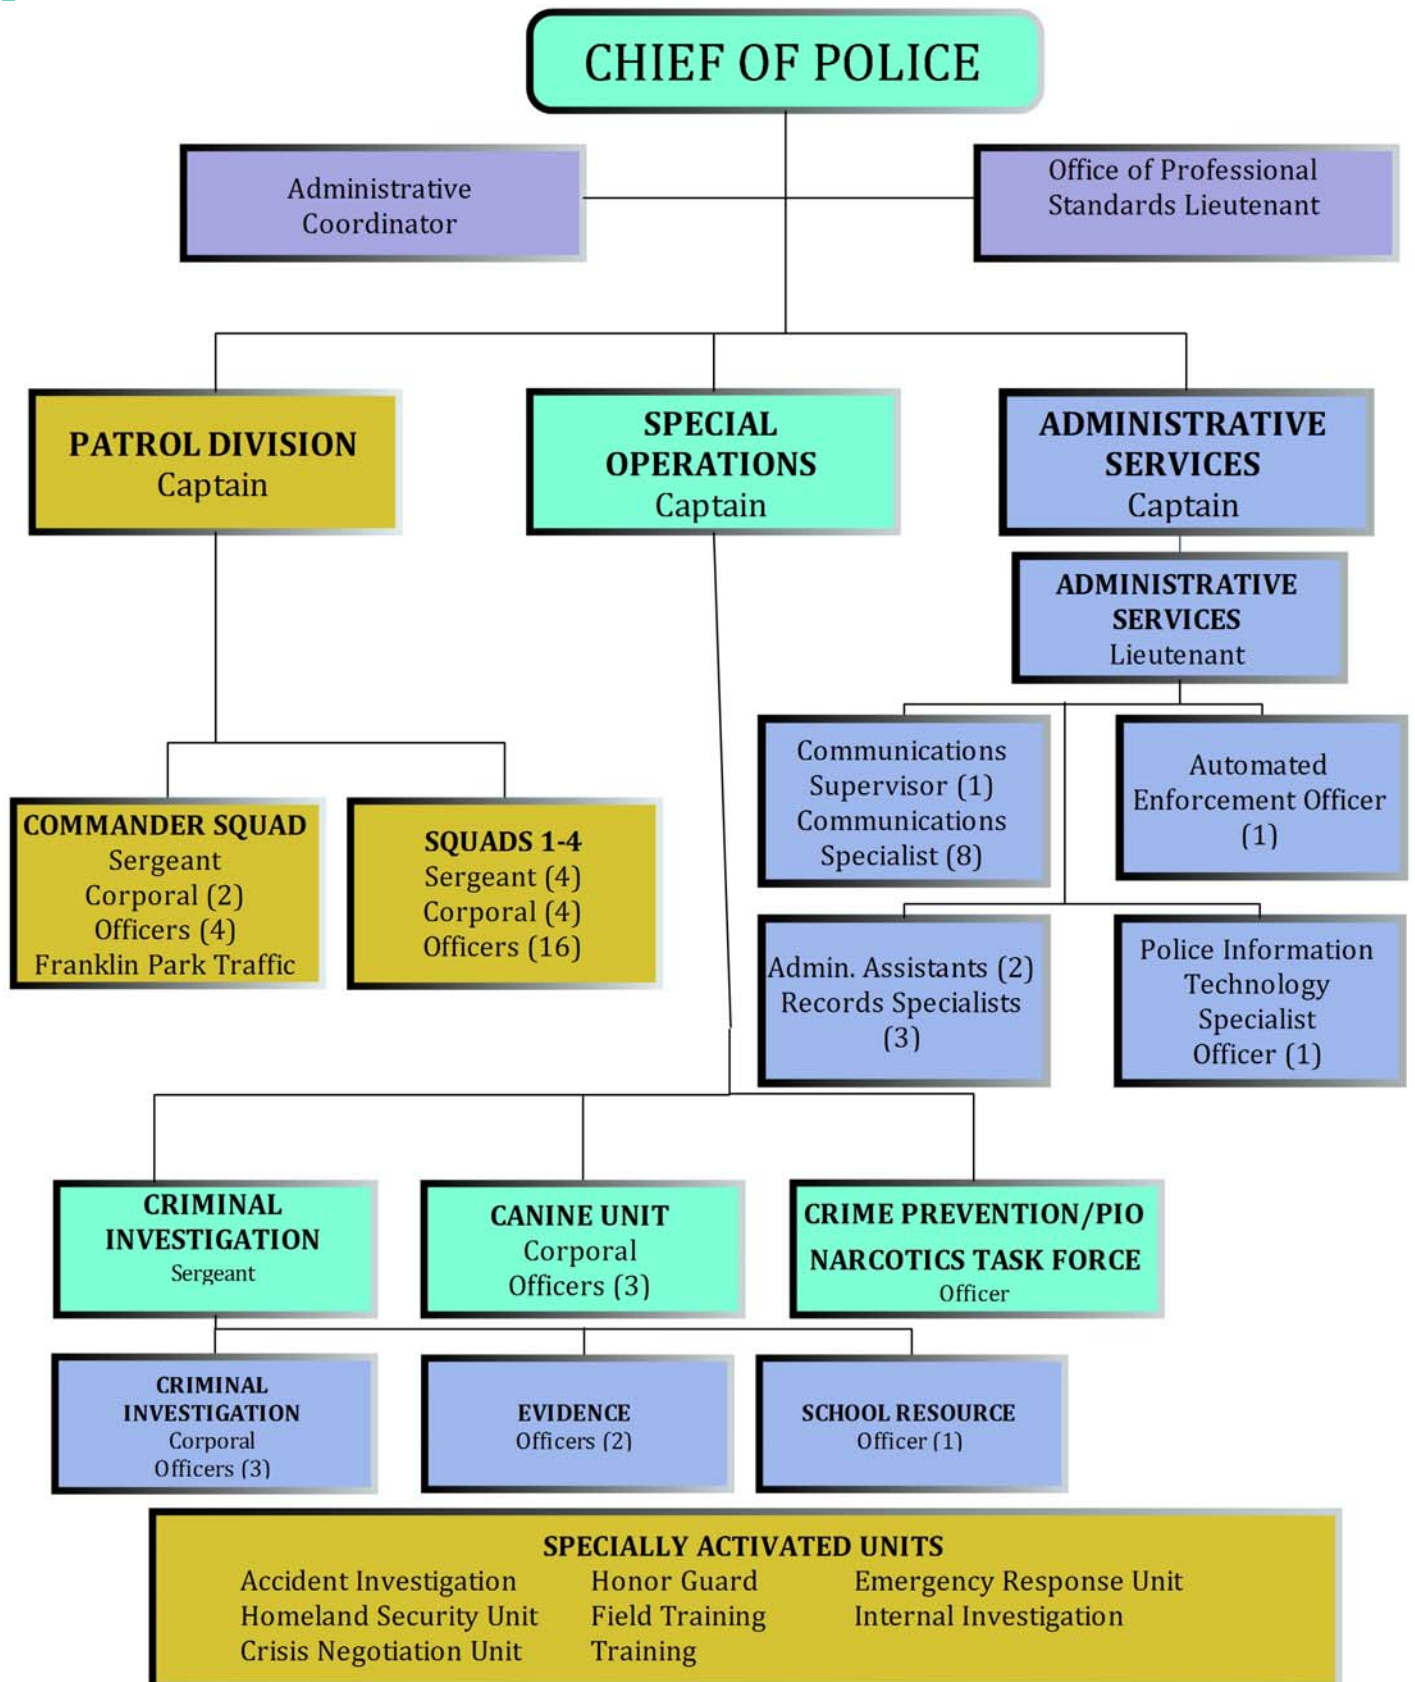 CHIEF OF POLICE
Administrative
Coordinator
Office of Professional
Standards Lieutenant
PATROL DIVISION
Captain
SPECIAL
OPERATIONS
Captain
ADMINISTRATIVE
SERVICES
Captain
ADMINISTRATIVE
SERVICES
Lieutenant
COMMANDER SQUAD
Sergeant
Corporal (2)
Officers (4)
Franklin Park Traffic
SQUADS 1-4
Sergeant (4)
Corporal (4)
Officers (16)
Communications
Supervisor (1)
Communications
Specialist (8)
Automated
Enforcement Officer
(1)
Admin. Assistants (2)
Records Specialists
(3)
Police Information
Technology
Specialist
Officer (1)
CRIMINAL
INVESTIGATION
Sergeant
CANINE UNIT
Corporal
Officers (3)
CRIME PREVENTION/PIO
NARCOTICS TASK FORCE
Officer
CRIMINAL
INVESTIGATION
Corporal
Officers (3)
EVIDENCE
Officers (2)
SCHOOL RESOURCE
Officer (1)
SPECIALLY ACTIVATED UNITS
Accident Investigation Honor Guard Emergency Response Unit
Homeland Security Unit Field Training Internal Investigation
Crisis Negotiation Unit Training